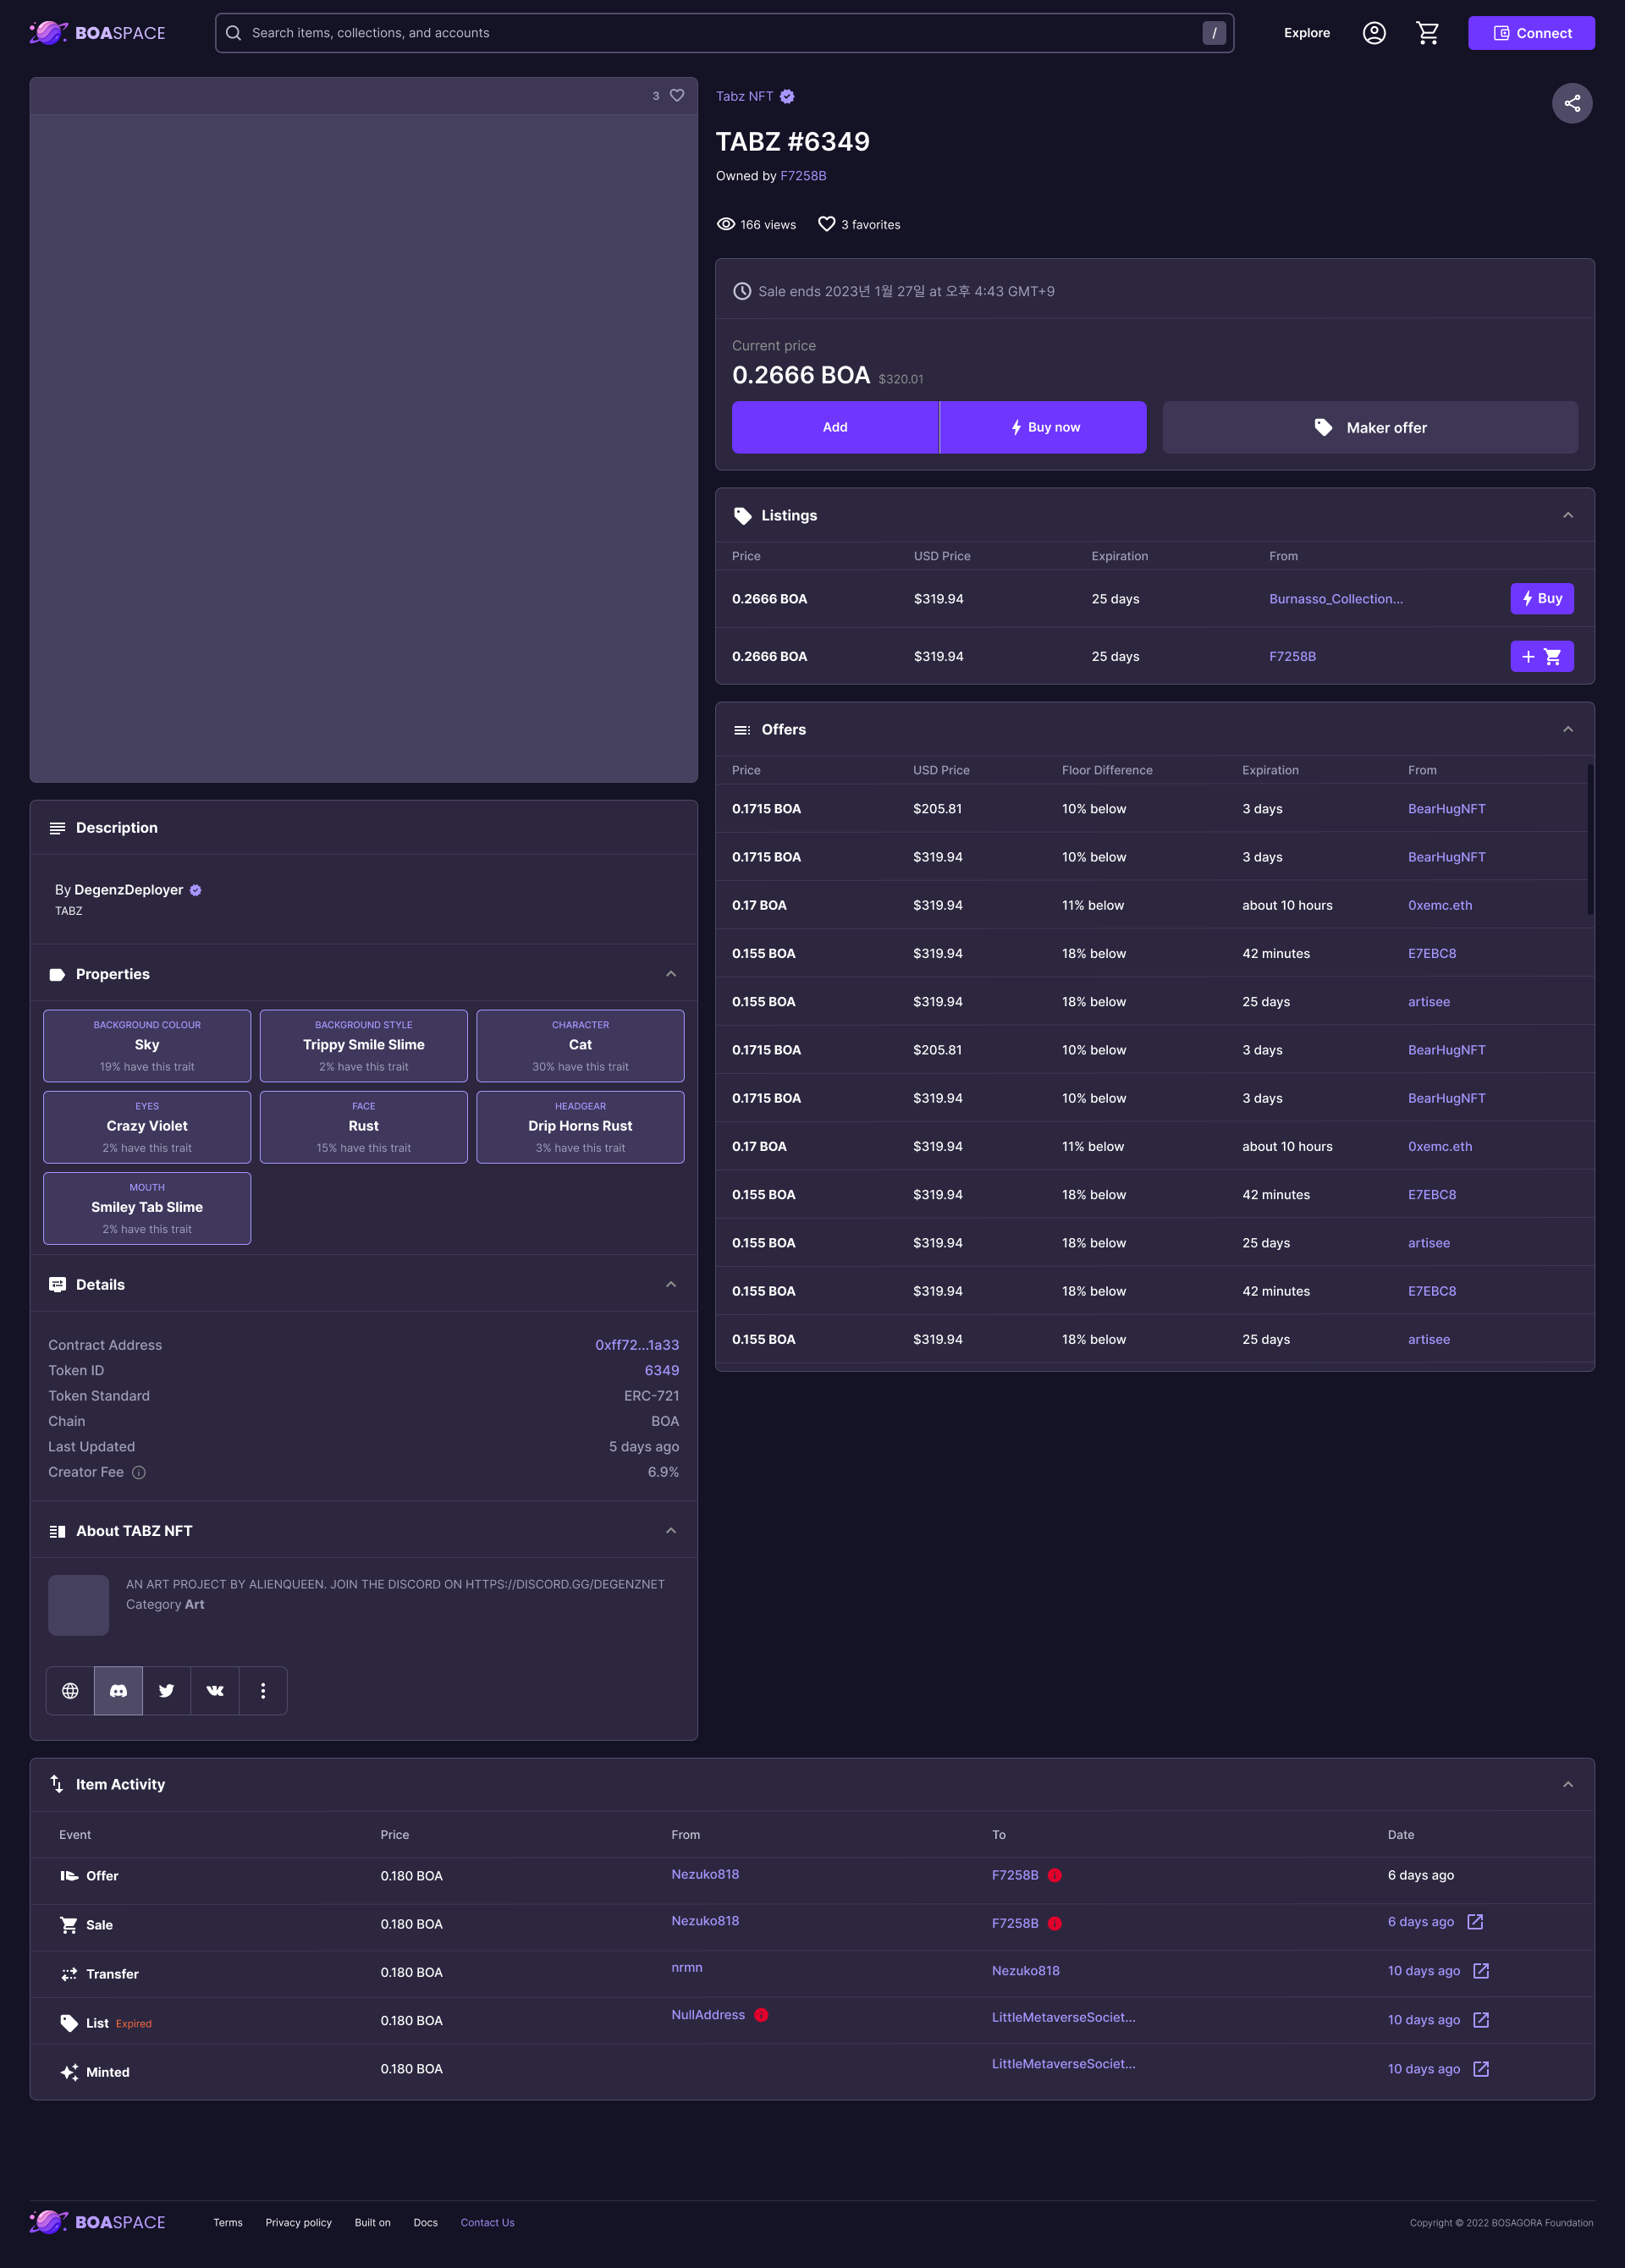 BOASPACE
Search items, collections, and accounts
/
Explore
Connect
3
Tabz NFT
TABZ #6349
Owned by F7258B
166 views
3 favorites
Sale ends 2023년 1월 27일 at 오후 4:43 GMT+9
Current price
0.2666 BOA $320.01
Add
Buy now
Maker offer
Listings
Price USD Price Expiration From
0.2666 BOA $319.94 25 days Burnasso_Collection... Buy
0.2666 BOA $319.94 25 days F7258B
Offers
Price USD Price Floor Difference Expiration From
0.1715 BOA $205.81 10% below 3 days BearHugNFT
0.1715 BOA $319.94 10% below 3 days BearHugNFT
0.17 BOA $319.94 11% below about 10 hours 0xemc.eth
0.155 BOA $319.94 18% below 42 minutes E7EBC8
0.155 BOA $319.94 18% below 25 days artisee
0.1715 BOA $205.81 10% below 3 days BearHugNFT
0.1715 BOA $319.94 10% below 3 days BearHugNFT
0.17 BOA $319.94 11% below about 10 hours 0xemc.eth
0.155 BOA $319.94 18% below 42 minutes E7EBC8
0.155 BOA $319.94 18% below 25 days artisee
0.155 BOA $319.94 18% below 42 minutes E7EBC8
0.155 BOA $319.94 18% below 25 days artisee
Description
By DegenzDeployer
TABZ
Properties
BACKGROUND COLOUR
Sky
19% have this trait
BACKGROUND STYLE
Trippy Smile Slime
2% have this trait
CHARACTER
Cat
30% have this trait
EYES
Crazy Violet
2% have this trait
FACE
Rust
15% have this trait
HEADGEAR
Drip Horns Rust
3% have this trait
MOUTH
Smiley Tab Slime
2% have this trait
Details
Contract Address 0xff72...1a33
Token ID 6349
Token Standard ERC-721
Chain BOA
Last Updated 5 days ago
Creator Fee 6.9%
About TABZ NFT
AN ART PROJECT BY ALIENQUEEN. JOIN THE DISCORD ON HTTPS://DISCORD.GG/DEGENZNET
Category Art
Item Activity
Event Price From To Date
Offer 0.180 BOA Nezuko818 F7258B 6 days ago
Sale 0.180 BOA Nezuko818 F7258B 6 days ago
Transfer 0.180 BOA nrmn Nezuko818 10 days ago
List Expired 0.180 BOA NullAddress LittleMetaverseSociet... 10 days ago
Minted 0.180 BOA LittleMetaverseSociet... 10 days ago
BOASPACE
Terms Privacy policy Built on Docs Contact Us
Copyright © 2022 BOSAGORA Foundation